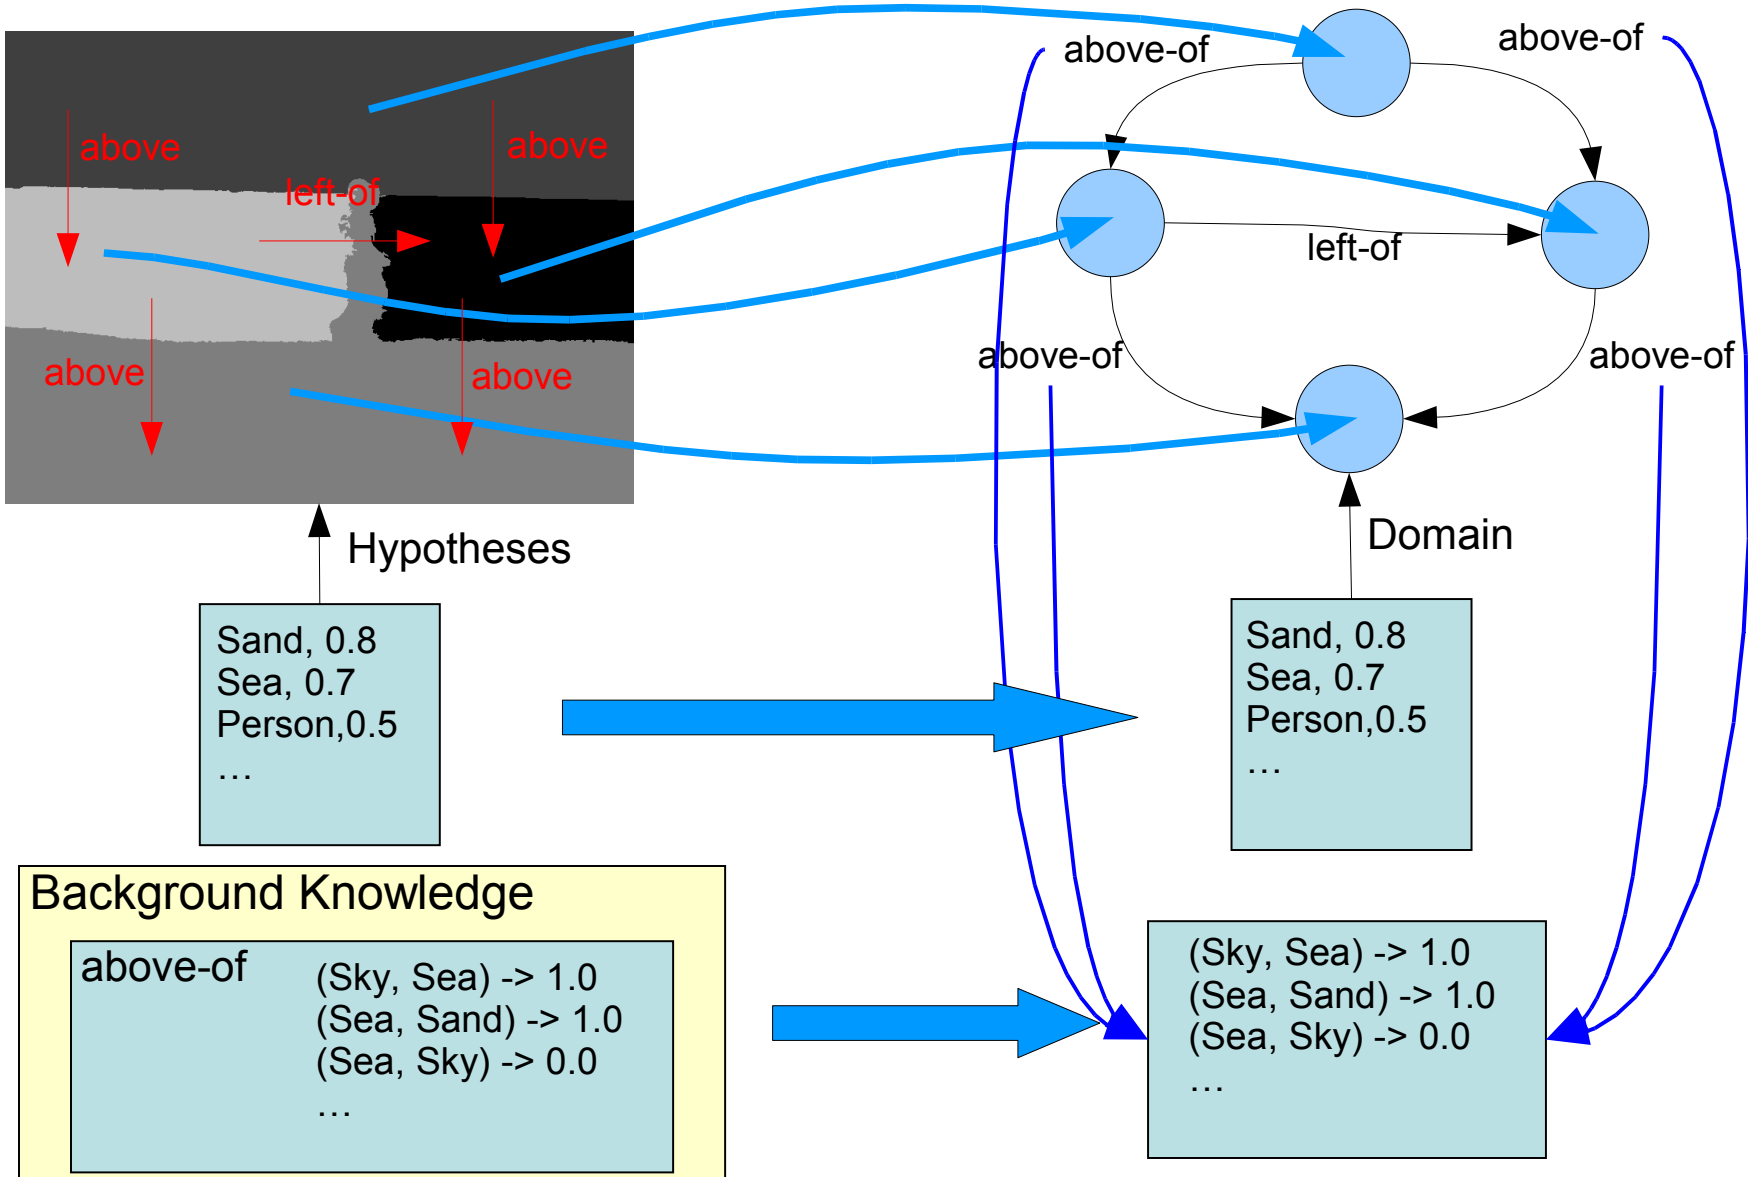 above-of
above-of
above
above
left-of
left-of
above-of
above-of
above
above
Hypotheses
Domain
Sand, 0.8
Sea, 0.7
Person,0.5
…
Sand, 0.8
Sea, 0.7
Person,0.5
…
Background Knowledge
above-of
(Sky, Sea) -> 1.0
(Sea, Sand) -> 1.0
(Sea, Sky) -> 0.0
…
(Sky, Sea) -> 1.0
(Sea, Sand) -> 1.0
(Sea, Sky) -> 0.0
…